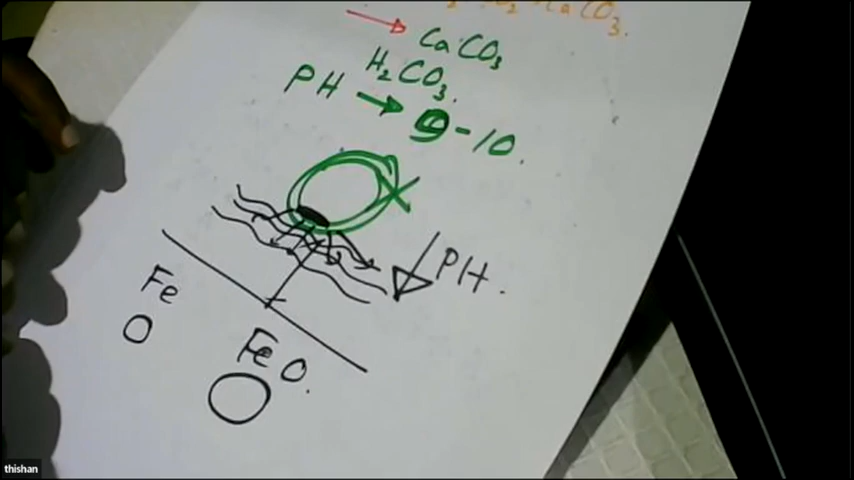 CaCO3.
CaCO3
H2CO3.
PH → 9-10.
PH.
Fe
FeO.
thishan